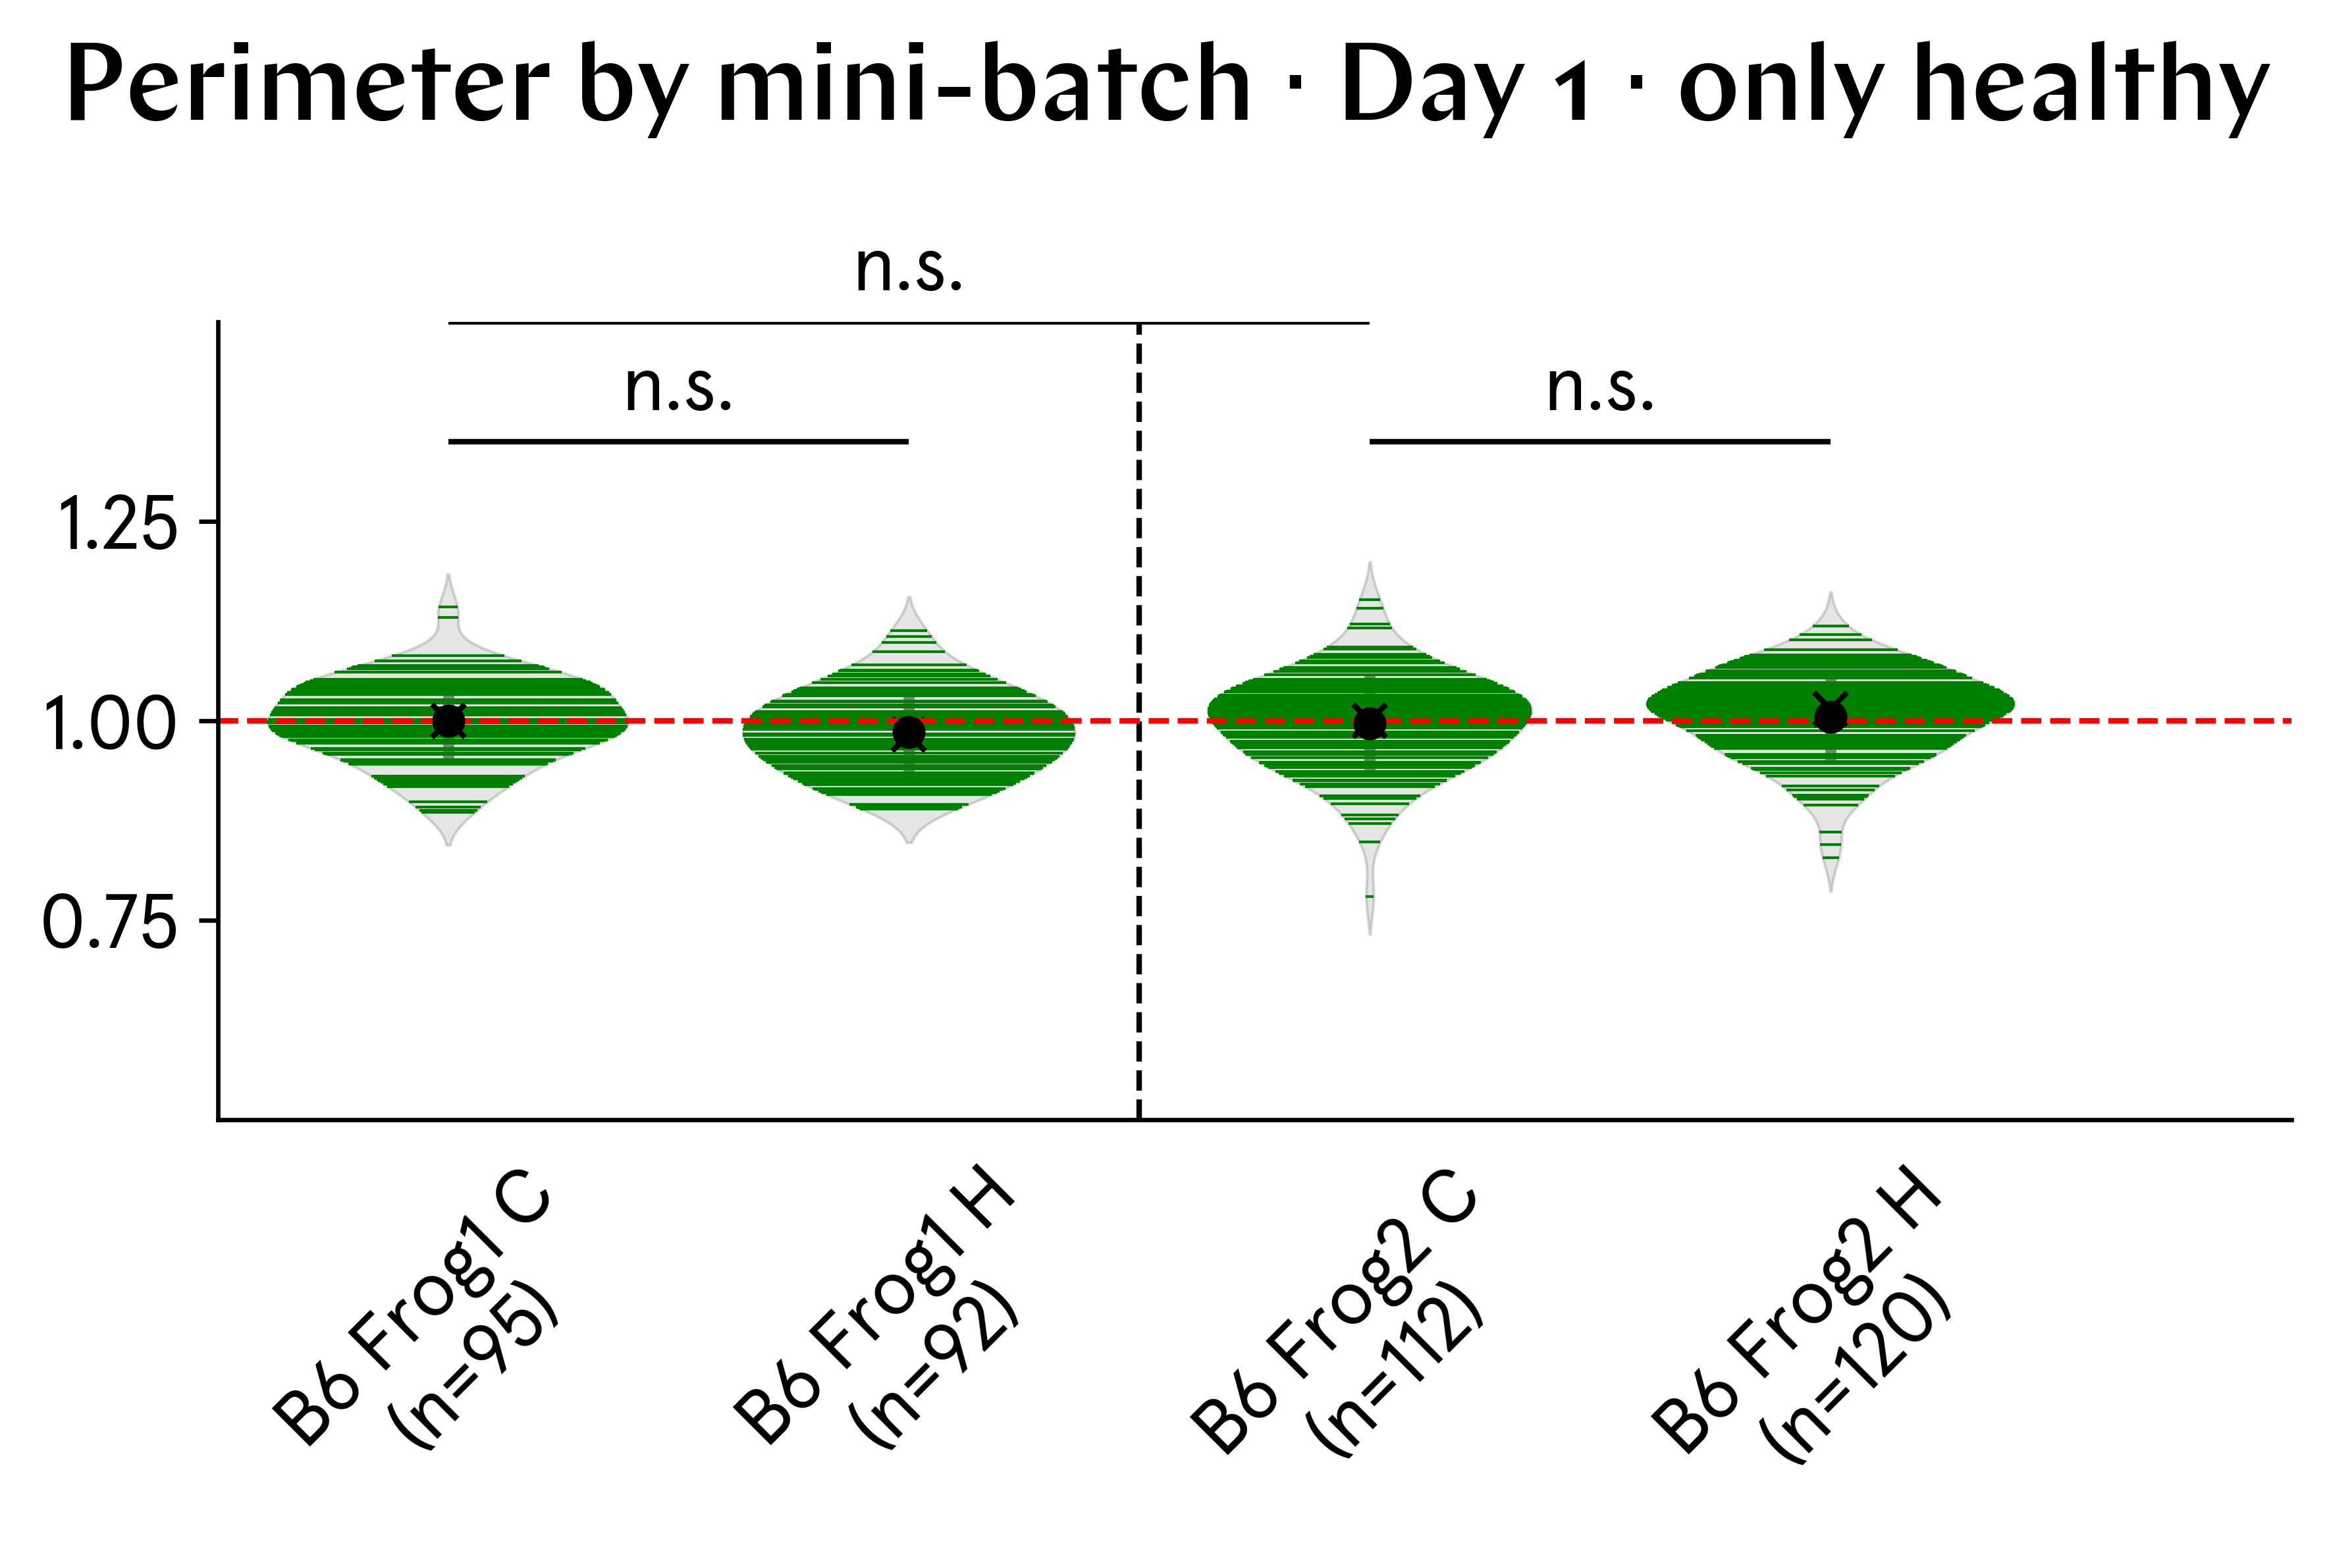 Perimeter by mini-batch · Day 1 · only healthy
n.s.
n.s.
n.s.
1.25
1.00
0.75
B6 Frog1 C
(n=95)
B6 Frog1 H
(n=92)
B6 Frog2 C
(n=112)
B6 Frog2 H
(n=120)